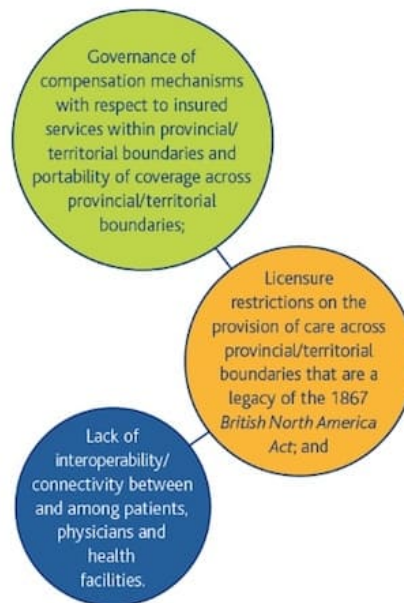 Governance of
compensation mechanisms
with respect to insured
services within provincial/
territorial boundaries and
portability of coverage across
provincial/territorial
boundaries;
Licensure
restrictions on the
provision of care across
provincial/territorial
boundaries that are a
legacy of the 1867
British North America
Act; and
Lack of
interoperability/
connectivity between
and among patients,
physicians and
health
facilities.